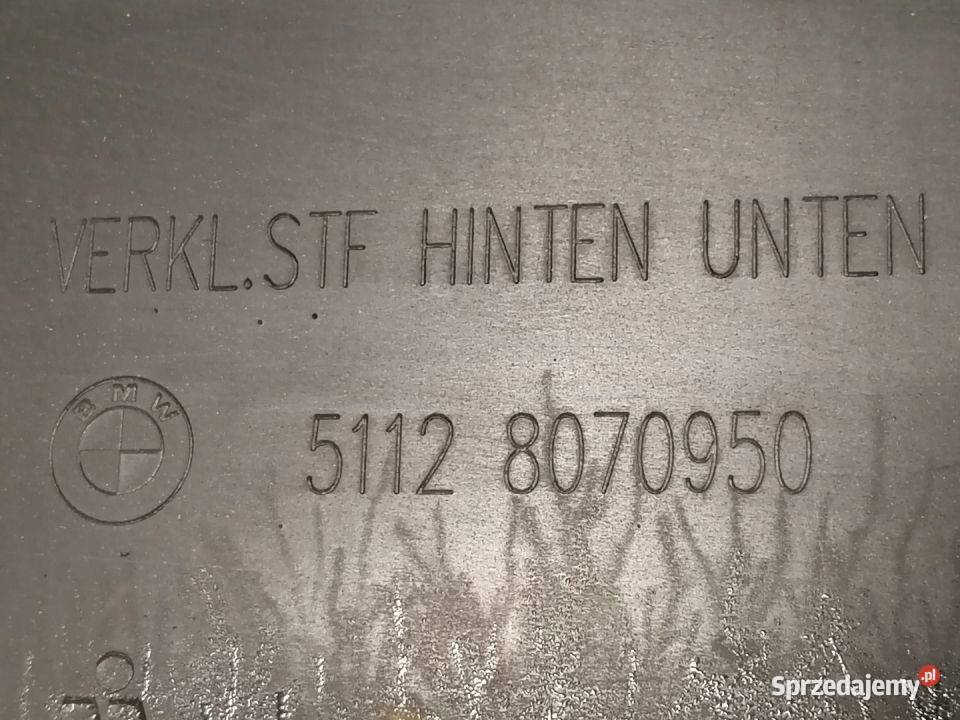 VERKL.STF HINTEN UNTEN
BMW
5112 8070950
Sprzedajemy.pl